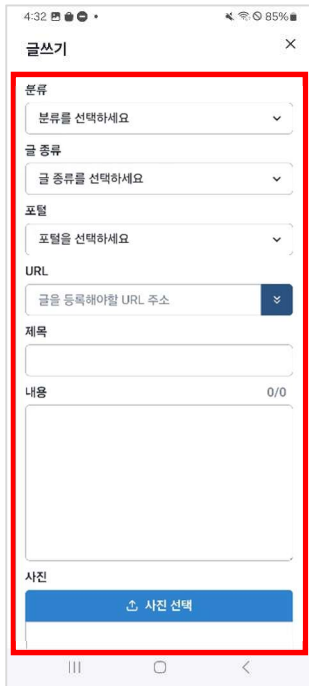 4:32
85%
글쓰기
분류
분류를 선택하세요
글 종류
글 종류를 선택하세요
포털
포털을 선택하세요
URL
글을 등록해야할 URL 주소
제목
내용
0/0
사진
사진 선택